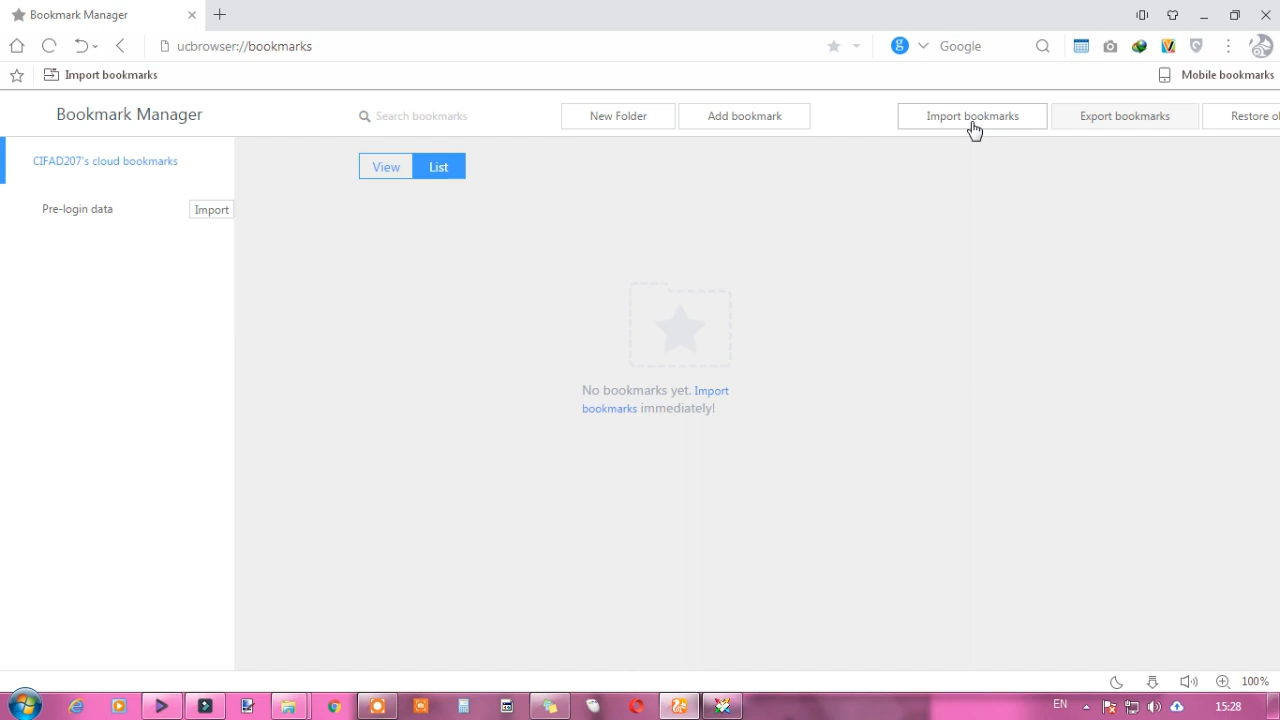 Bookmark Manager
ucbrowser://bookmarks
Google
Import bookmarks
Mobile bookmarks
Bookmark Manager
Search bookmarks
New Folder
Add bookmark
Import bookmarks
Export bookmarks
Restore
CIFAD207's cloud bookmarks
View
List
Pre-login data
Import
No bookmarks yet. Import
bookmarks immediately!
100%
EN
15:28